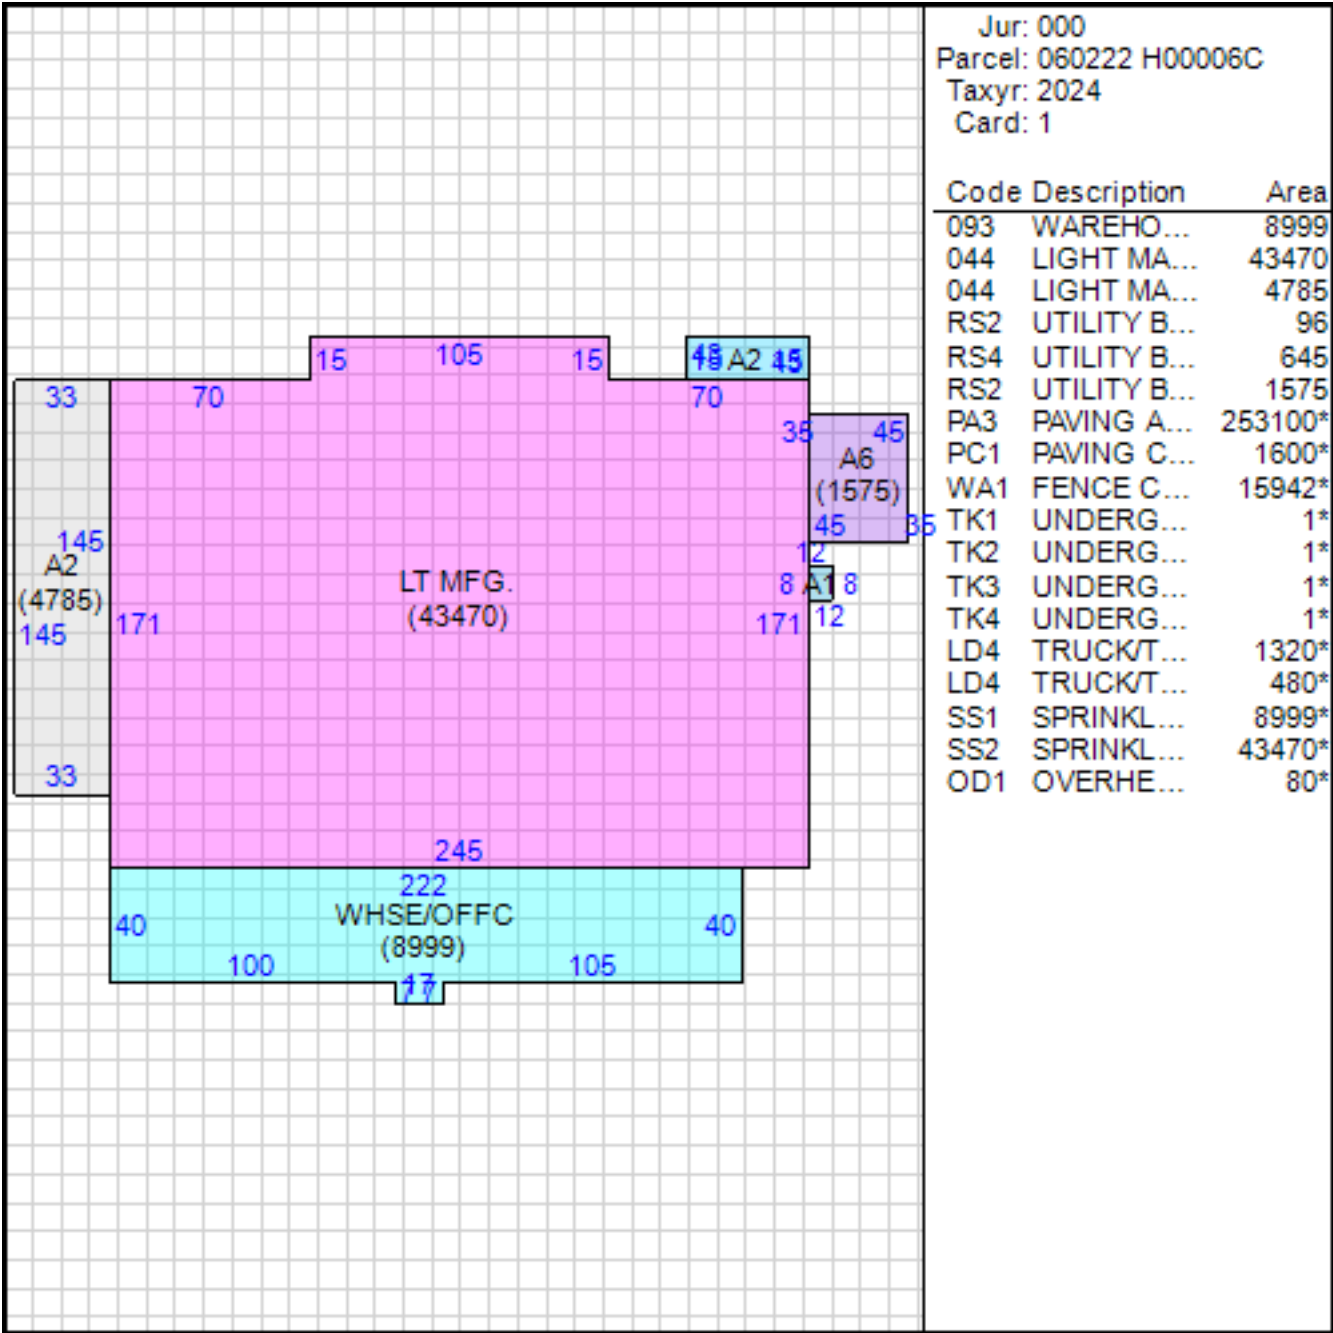 Jur: 000
Parcel: 060222 H00006C
Taxyr: 2024
Card: 1
Code Description Area
093 WAREHO... 8999
044 LIGHT MA... 43470
044 LIGHT MA... 4785
RS2 UTILITY B... 96
RS4 UTILITY B... 645
RS2 UTILITY B... 1575
PA3 PAVING A... 253100*
PC1 PAVING C... 1600*
WA1 FENCE C... 15942*
TK1 UNDERG... 1*
TK2 UNDERG... 1*
TK3 UNDERG... 1*
TK4 UNDERG... 1*
LD4 TRUCK/T... 1320*
LD4 TRUCK/T... 480*
SS1 SPRINKL... 8999*
SS2 SPRINKL... 43470*
OD1 OVERHE... 80*
15 105 15 A2
33 70 70
35 45
A6
(1575)
45 35
145
12
A2
(4785)
LT MFG.
(43470)
8 A1 8
145 171 171 12
33
245
222
WHSE/OFFC
(8999)
40 40
100 105
17